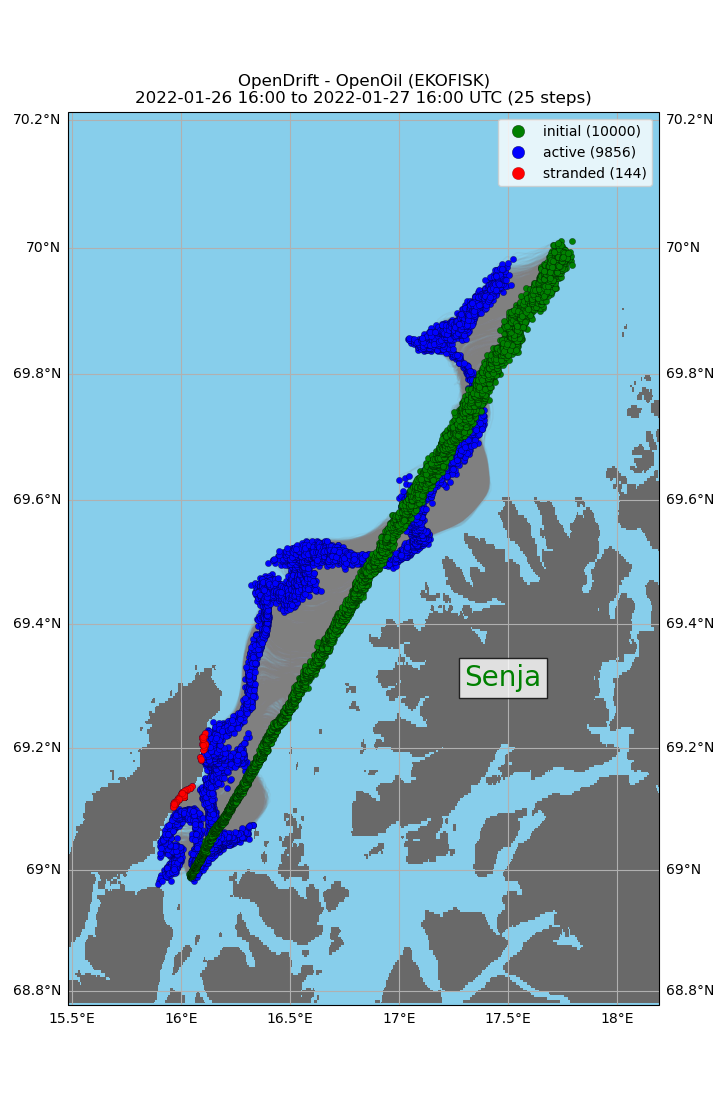 OpenDrift - OpenOil (EKOFISK)
2022-01-26 16:00 to 2022-01-27 16:00 UTC (25 steps)
70.2°N
70.2°N
initial (10000)
active (9856)
stranded (144)
70°N
70°N
69.8°N
69.8°N
69.6°N
69.6°N
69.4°N
69.4°N
Senja
69.2°N
69.2°N
69°N
69°N
68.8°N
68.8°N
15.5°E
16°E
16.5°E
17°E
17.5°E
18°E